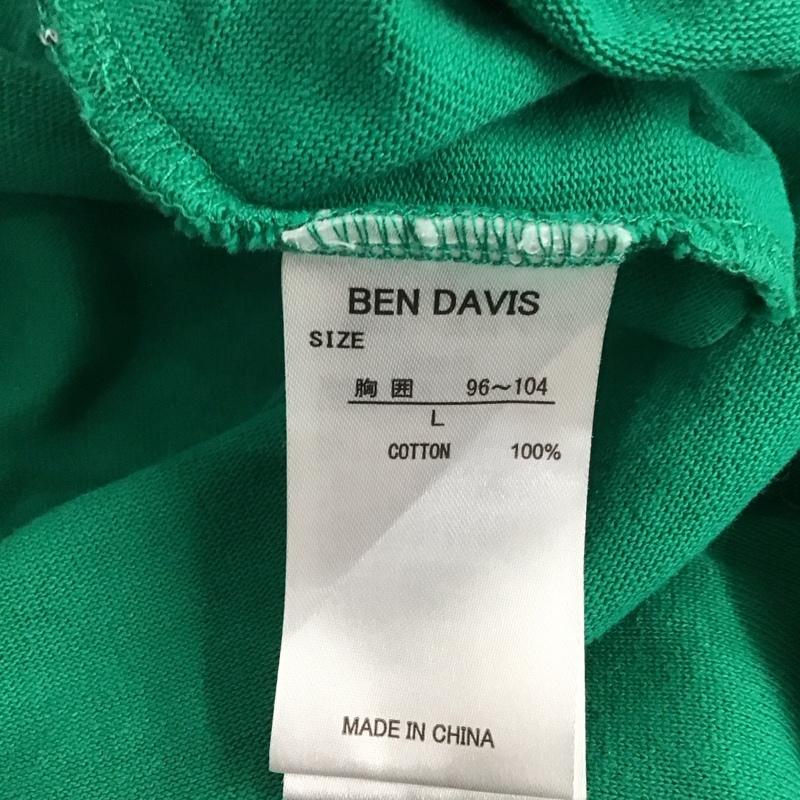 BEN DAVIS
SIZE
胸囲 96～104
L
COTTON 100%
MADE IN CHINA